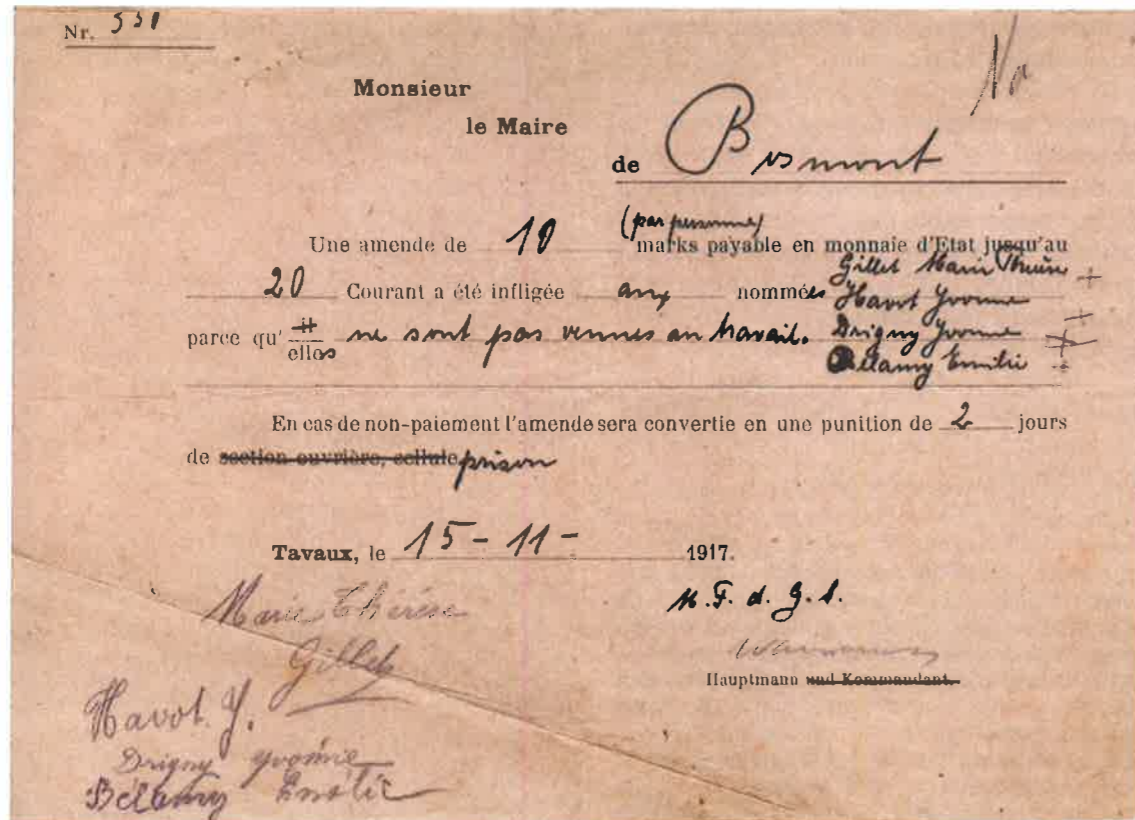 Nr. 551
Monsieur
le Maire
de Besmont
(par personne)
Une amende de 10 marks payable en monnaie d'Etat jusqu'au
Gillet Marie Thérèse
20 Courant a été infligée aux nommées Havot Yvonne
parce qu' il ne sont pas venues au travail. Drigny Yvonne
elles Bélamy Emilie
En cas de non-paiement l'amende sera convertie en une punition de 2 jours
de section ouvrière, cellule prison
Tavaux, le 15-11- 1917.
Marie Thérèse
Gillet
Hauptmann und Kommandant.
Havot. Y.
Drigny Yvonne
Bélamy Emilie